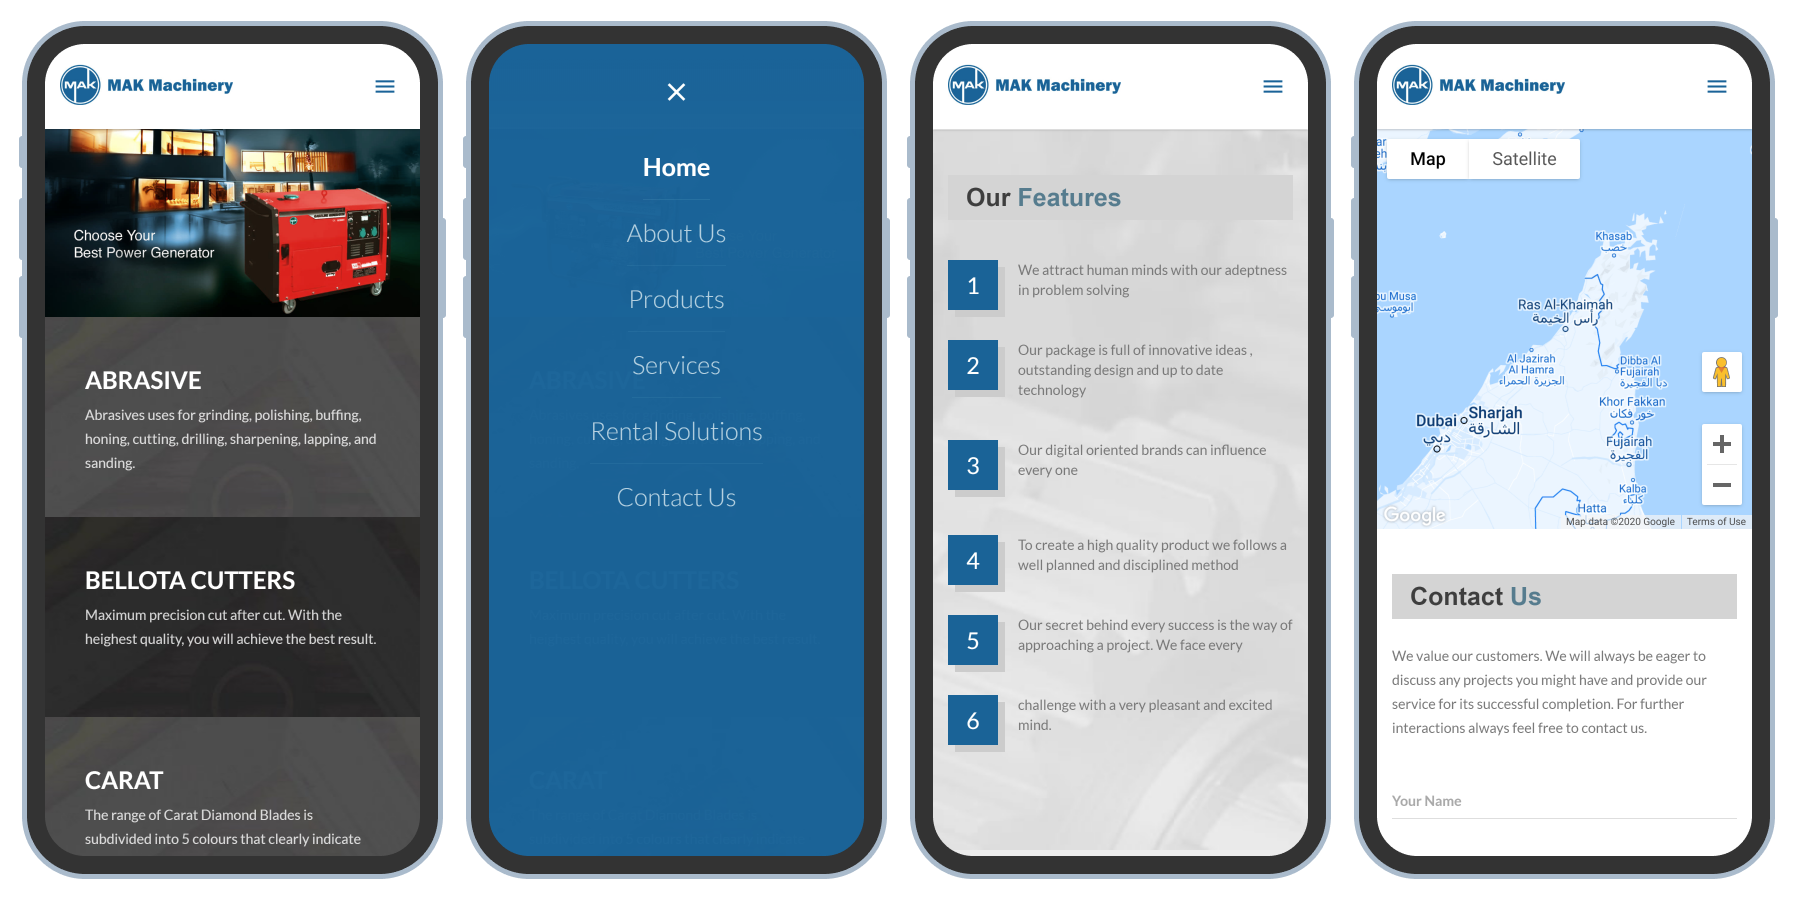 MAK
MAK Machinery
Choose Your
Best Power Generator
ABRASIVE
Abrasives uses for grinding, polishing, buffing,
honing, cutting, drilling, sharpening, lapping, and
sanding.
BELLOTA CUTTERS
Maximum precision cut after cut. With the
heighest quality, you will achieve the best result.
CARAT
The range of Carat Diamond Blades is
subdivided into 5 colours that clearly indicate
Home
About Us
Products
Services
Rental Solutions
Contact Us
ABRASIVE
BELLOTA CUTTERS
CARAT
MAK
MAK Machinery
Our Features
1
We attract human minds with our adeptness
in problem solving
2
Our package is full of innovative ideas ,
outstanding design and up to date
technology
3
Our digital oriented brands can influence
every one
4
To create a high quality product we follows a
well planned and disciplined method
5
Our secret behind every success is the way of
approaching a project. We face every
6
challenge with a very pleasant and excited
mind.
MAK
MAK Machinery
Map
Satellite
Khasab
خصب
bu Musa
ابوموسى
Ras Al-Khaimah
رأس الخيمة
Al Jazirah
Al Hamra
الجزيرة الحمراء
Dibba Al
Fujairah
دبا الفجيرة
Khor Fakkan
خور فكان
Dubai
دبي
Sharjah
الشارقة
Fujairah
الفجيرة
Kalba
كلباء
Hatta
Google
Map data ©2020 Google
Terms of Use
Contact Us
We value our customers. We will always be eager to
discuss any projects you might have and provide our
service for its successful completion. For further
interactions always feel free to contact us.
Your Name